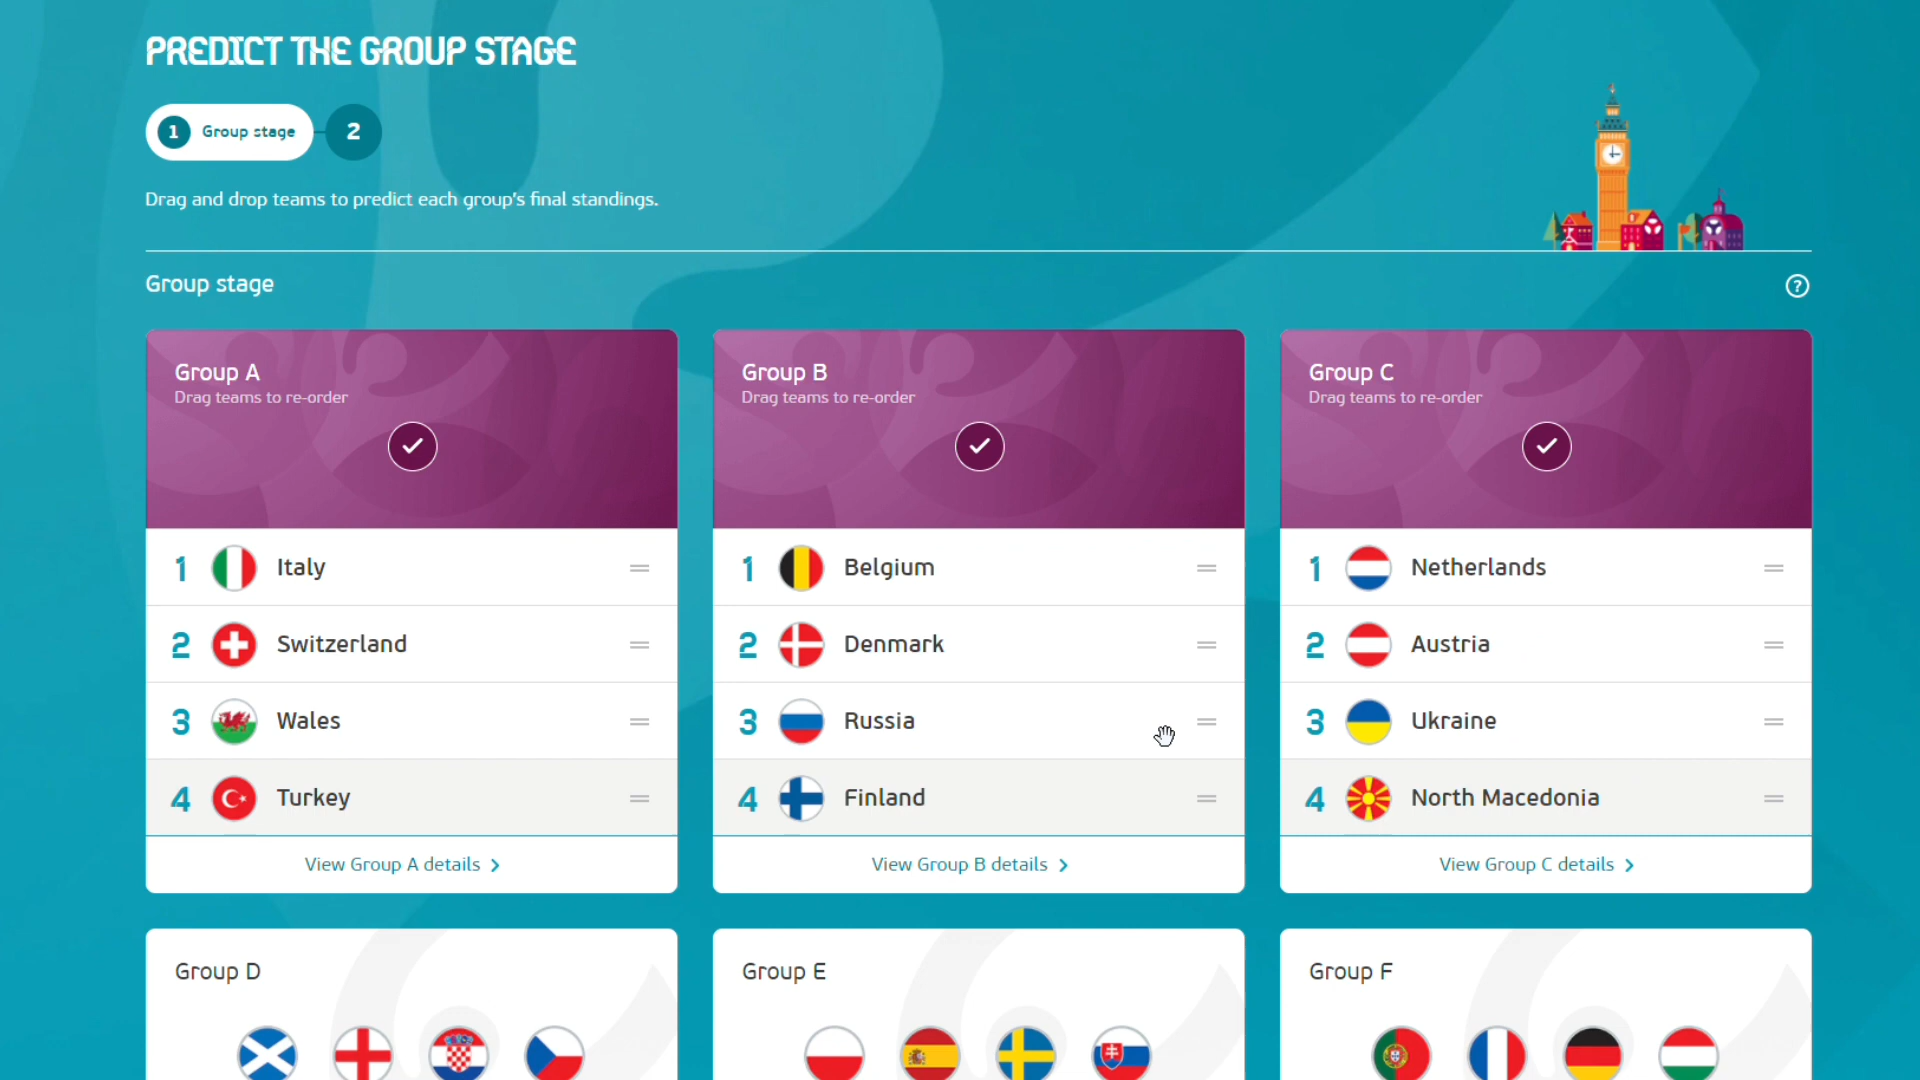 PREDICT THE GROUP STAGE
1 Group stage 2
Drag and drop teams to predict each group's final standings.
Group stage ?
Group A
Drag teams to re-order
1 Italy
2 Switzerland
3 Wales
4 Turkey
View Group A details
Group B
Drag teams to re-order
1 Belgium
2 Denmark
3 Russia
4 Finland
View Group B details
Group C
Drag teams to re-order
1 Netherlands
2 Austria
3 Ukraine
4 North Macedonia
View Group C details
Group D
Group E
Group F